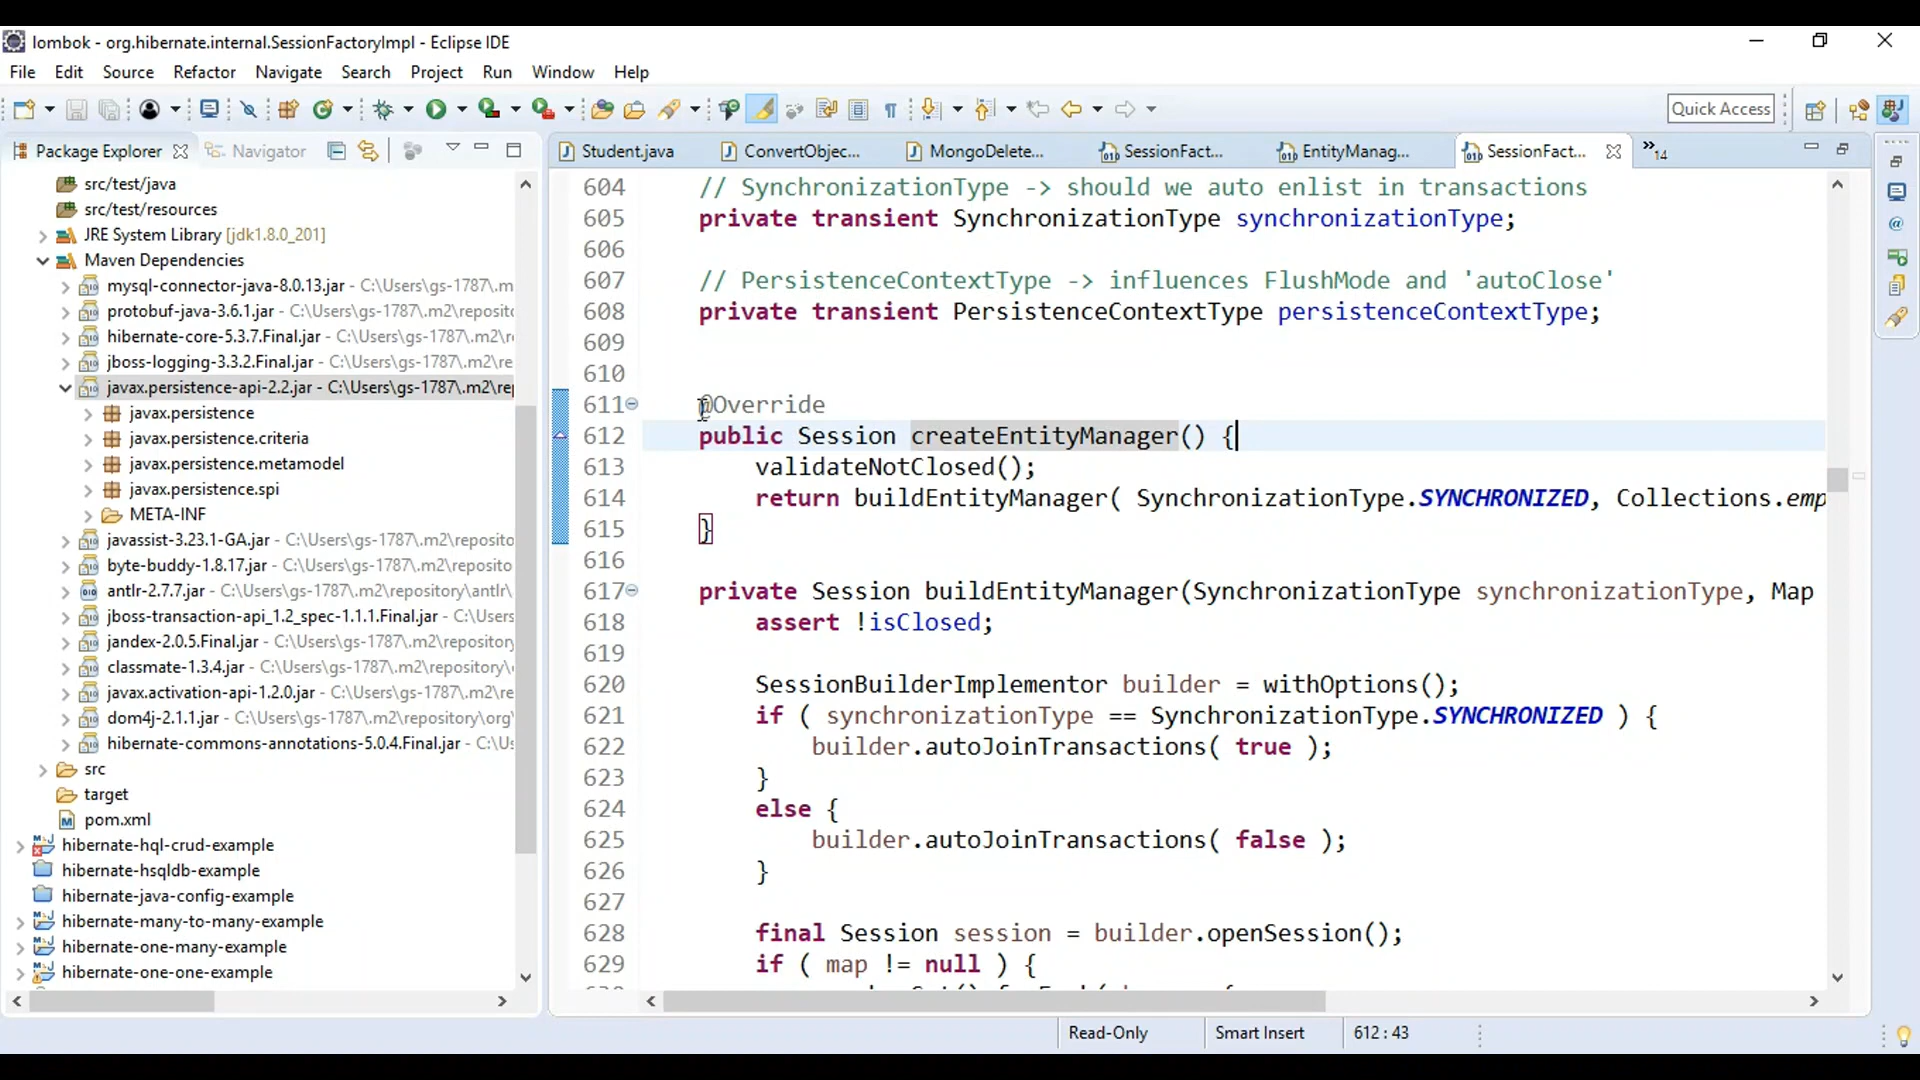 lombok - org.hibernate.internal.SessionFactoryImpl - Eclipse IDE
File Edit Source Refactor Navigate Search Project Run Window Help
Quick Access
Package Explorer Navigator
Student.java ConvertObjec... MongoDelete... SessionFact... EntityManag... SessionFact... »14
src/test/java
src/test/resources
JRE System Library [jdk1.8.0_201]
Maven Dependencies
mysql-connector-java-8.0.13.jar - C:\Users\gs-1787\.m
protobuf-java-3.6.1.jar - C:\Users\gs-1787\.m2\reposito
hibernate-core-5.3.7.Final.jar - C:\Users\gs-1787\.m2\re
jboss-logging-3.3.2.Final.jar - C:\Users\gs-1787\.m2\re
javax.persistence-api-2.2.jar - C:\Users\gs-1787\.m2\rep
javax.persistence
javax.persistence.criteria
javax.persistence.metamodel
javax.persistence.spi
META-INF
javassist-3.23.1-GA.jar - C:\Users\gs-1787\.m2\reposito
byte-buddy-1.8.17.jar - C:\Users\gs-1787\.m2\reposito
antlr-2.7.7.jar - C:\Users\gs-1787\.m2\repository\antlr\
jboss-transaction-api_1.2_spec-1.1.1.Final.jar - C:\Users
jandex-2.0.5.Final.jar - C:\Users\gs-1787\.m2\repository\
classmate-1.3.4.jar - C:\Users\gs-1787\.m2\repository\
javax.activation-api-1.2.0.jar - C:\Users\gs-1787\.m2\re
dom4j-2.1.1.jar - C:\Users\gs-1787\.m2\repository\org\
hibernate-commons-annotations-5.0.4.Final.jar - C:\Us
src
target
pom.xml
hibernate-hql-crud-example
hibernate-hsqldb-example
hibernate-java-config-example
hibernate-many-to-many-example
hibernate-one-many-example
hibernate-one-one-example
604 // SynchronizationType -> should we auto enlist in transactions
605 private transient SynchronizationType synchronizationType;
606
607 // PersistenceContextType -> influences FlushMode and 'autoClose'
608 private transient PersistenceContextType persistenceContextType;
609
610
611 @Override
612 public Session createEntityManager() {
613 validateNotClosed();
614 return buildEntityManager( SynchronizationType.SYNCHRONIZED, Collections.emp
615 }
616
617 private Session buildEntityManager(SynchronizationType synchronizationType, Map
618 assert !isClosed;
619
620 SessionBuilderImplementor builder = withOptions();
621 if ( synchronizationType == SynchronizationType.SYNCHRONIZED ) {
622 builder.autoJoinTransactions( true );
623 }
624 else {
625 builder.autoJoinTransactions( false );
626 }
627
628 final Session session = builder.openSession();
629 if ( map != null ) {
Read-Only Smart Insert 612 : 43